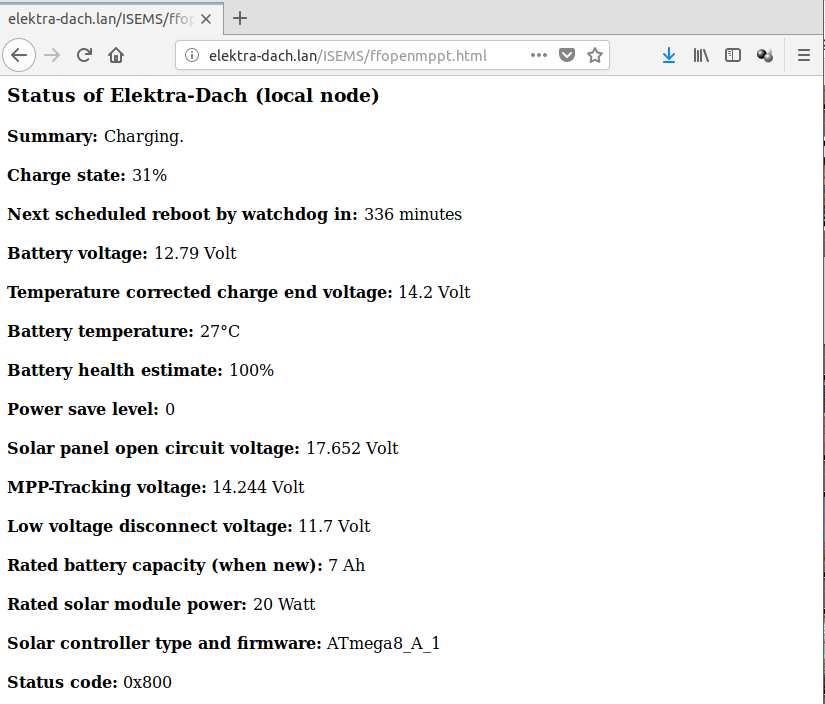 elektra-dach.lan/ISEMS/ffop
elektra-dach.lan/ISEMS/ffopenmppt.html
Status of Elektra-Dach (local node)
Summary: Charging.
Charge state: 31%
Next scheduled reboot by watchdog in: 336 minutes
Battery voltage: 12.79 Volt
Temperature corrected charge end voltage: 14.2 Volt
Battery temperature: 27°C
Battery health estimate: 100%
Power save level: 0
Solar panel open circuit voltage: 17.652 Volt
MPP-Tracking voltage: 14.244 Volt
Low voltage disconnect voltage: 11.7 Volt
Rated battery capacity (when new): 7 Ah
Rated solar module power: 20 Watt
Solar controller type and firmware: ATmega8_A_1
Status code: 0x800